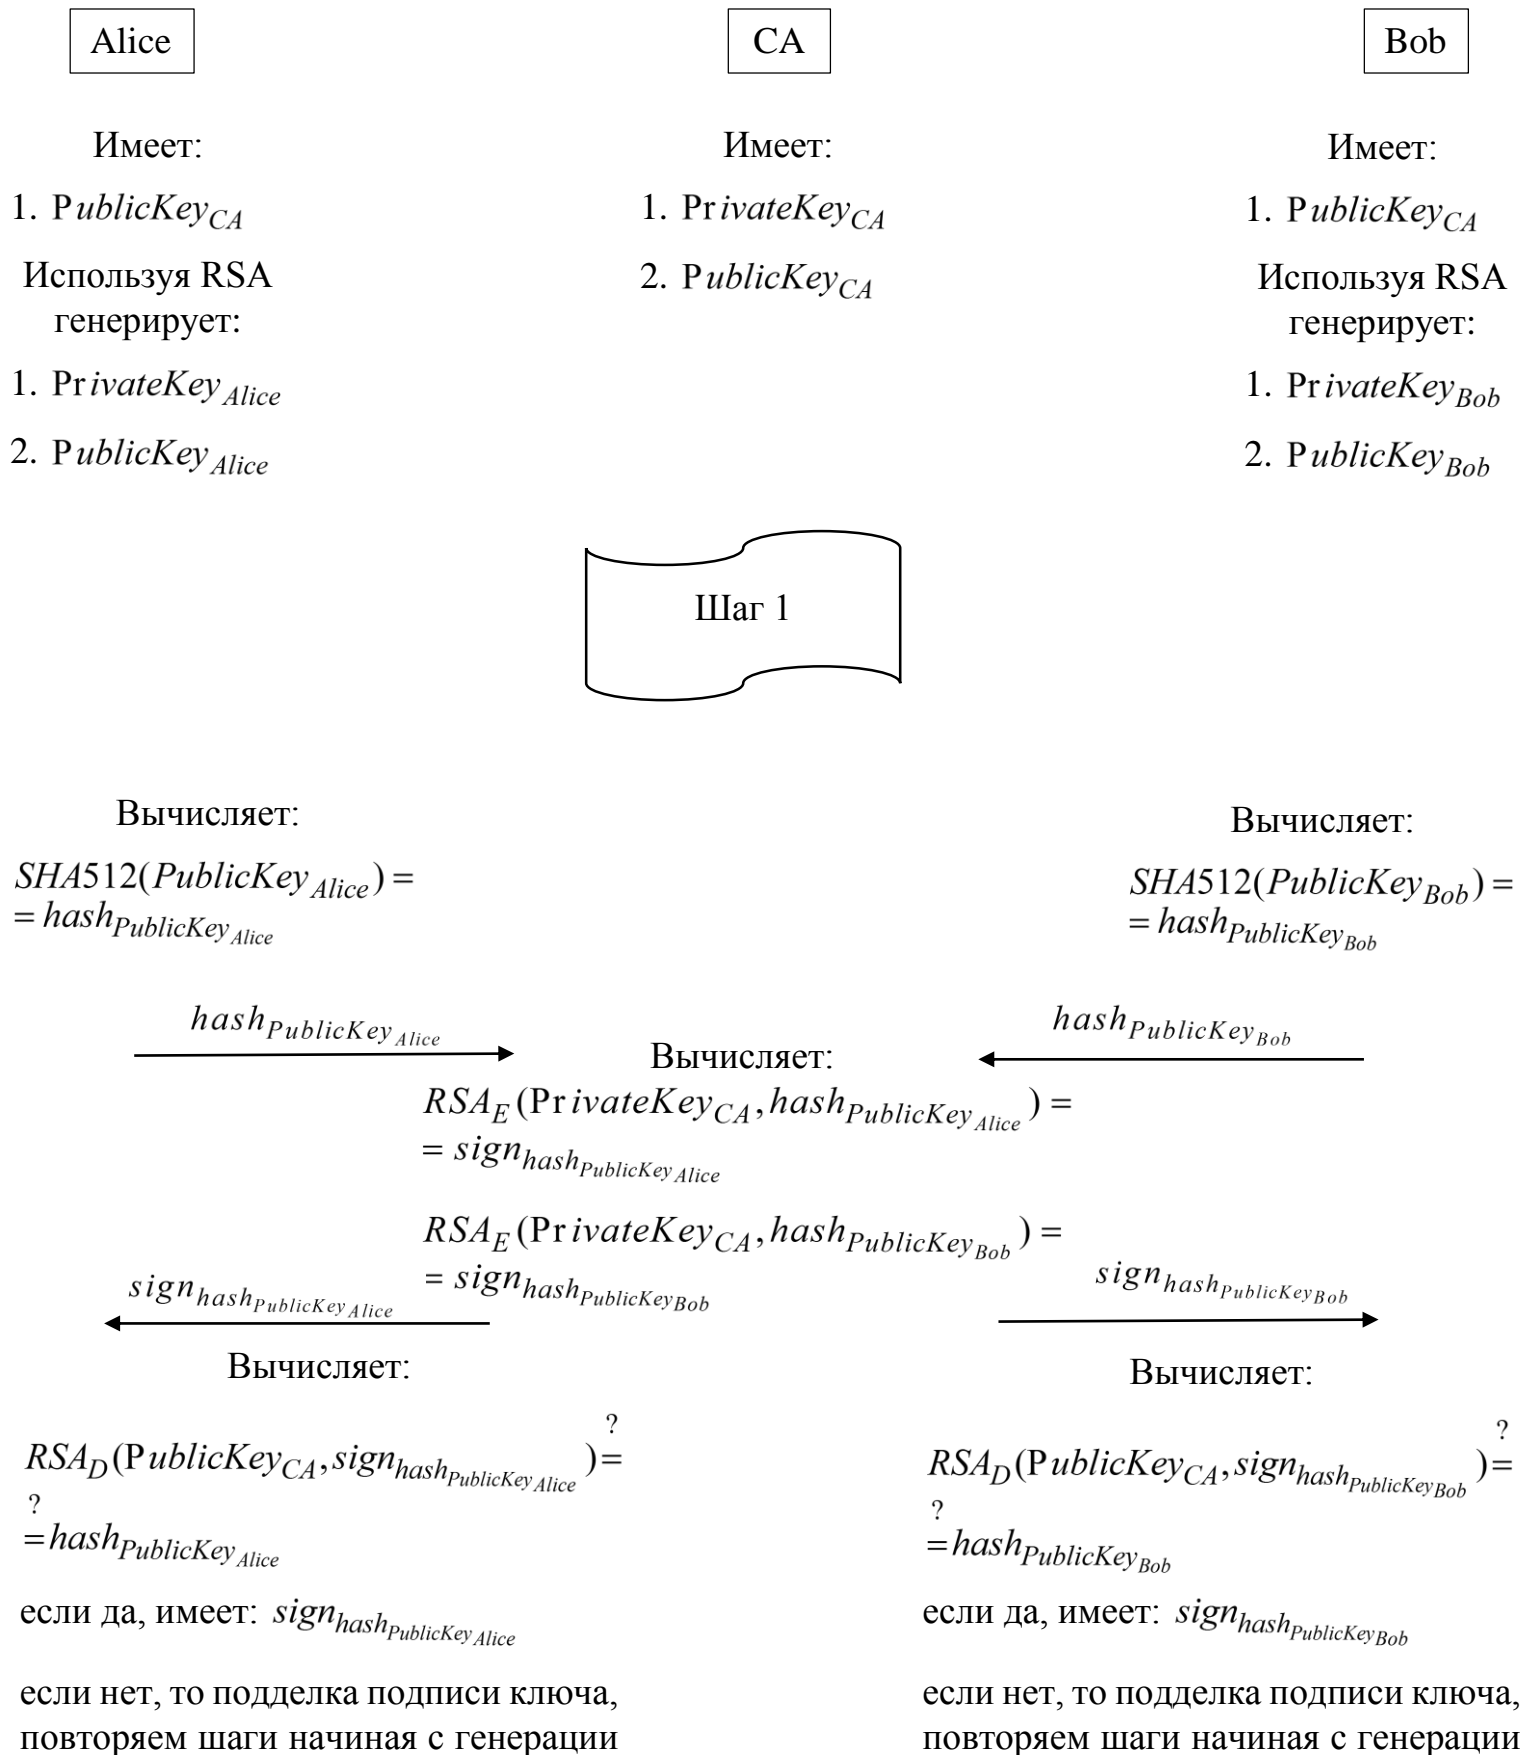 Alice
CA
Bob
Имеет:
1. PublicKey_CA
Используя RSA
генерирует:
1. PrivateKey_Alice
2. PublicKey_Alice
Имеет:
1. PrivateKey_CA
2. PublicKey_CA
Имеет:
1. PublicKey_CA
Используя RSA
генерирует:
1. PrivateKey_Bob
2. PublicKey_Bob
Шаг 1
Вычисляет:
SHA512(PublicKey_Alice) =
= hash_PublicKey_Alice
Вычисляет:
SHA512(PublicKey_Bob) =
= hash_PublicKey_Bob
hash_PublicKey_Alice
hash_PublicKey_Bob
Вычисляет:
RSA_E(PrivateKey_CA, hash_PublicKey_Alice) =
= sign_hash_PublicKey_Alice
RSA_E(PrivateKey_CA, hash_PublicKey_Bob) =
= sign_hash_PublicKey_Bob
sign_hash_PublicKey_Alice
sign_hash_PublicKey_Bob
Вычисляет:
?
RSA_D(PublicKey_CA, sign_hash_PublicKey_Alice) =
?
= hash_PublicKey_Alice
если да, имеет: sign_hash_PublicKey_Alice
если нет, то подделка подписи ключа,
повторяем шаги начиная с генерации
Вычисляет:
?
RSA_D(PublicKey_CA, sign_hash_PublicKey_Bob) =
?
= hash_PublicKey_Bob
если да, имеет: sign_hash_PublicKey_Bob
если нет, то подделка подписи ключа,
повторяем шаги начиная с генерации